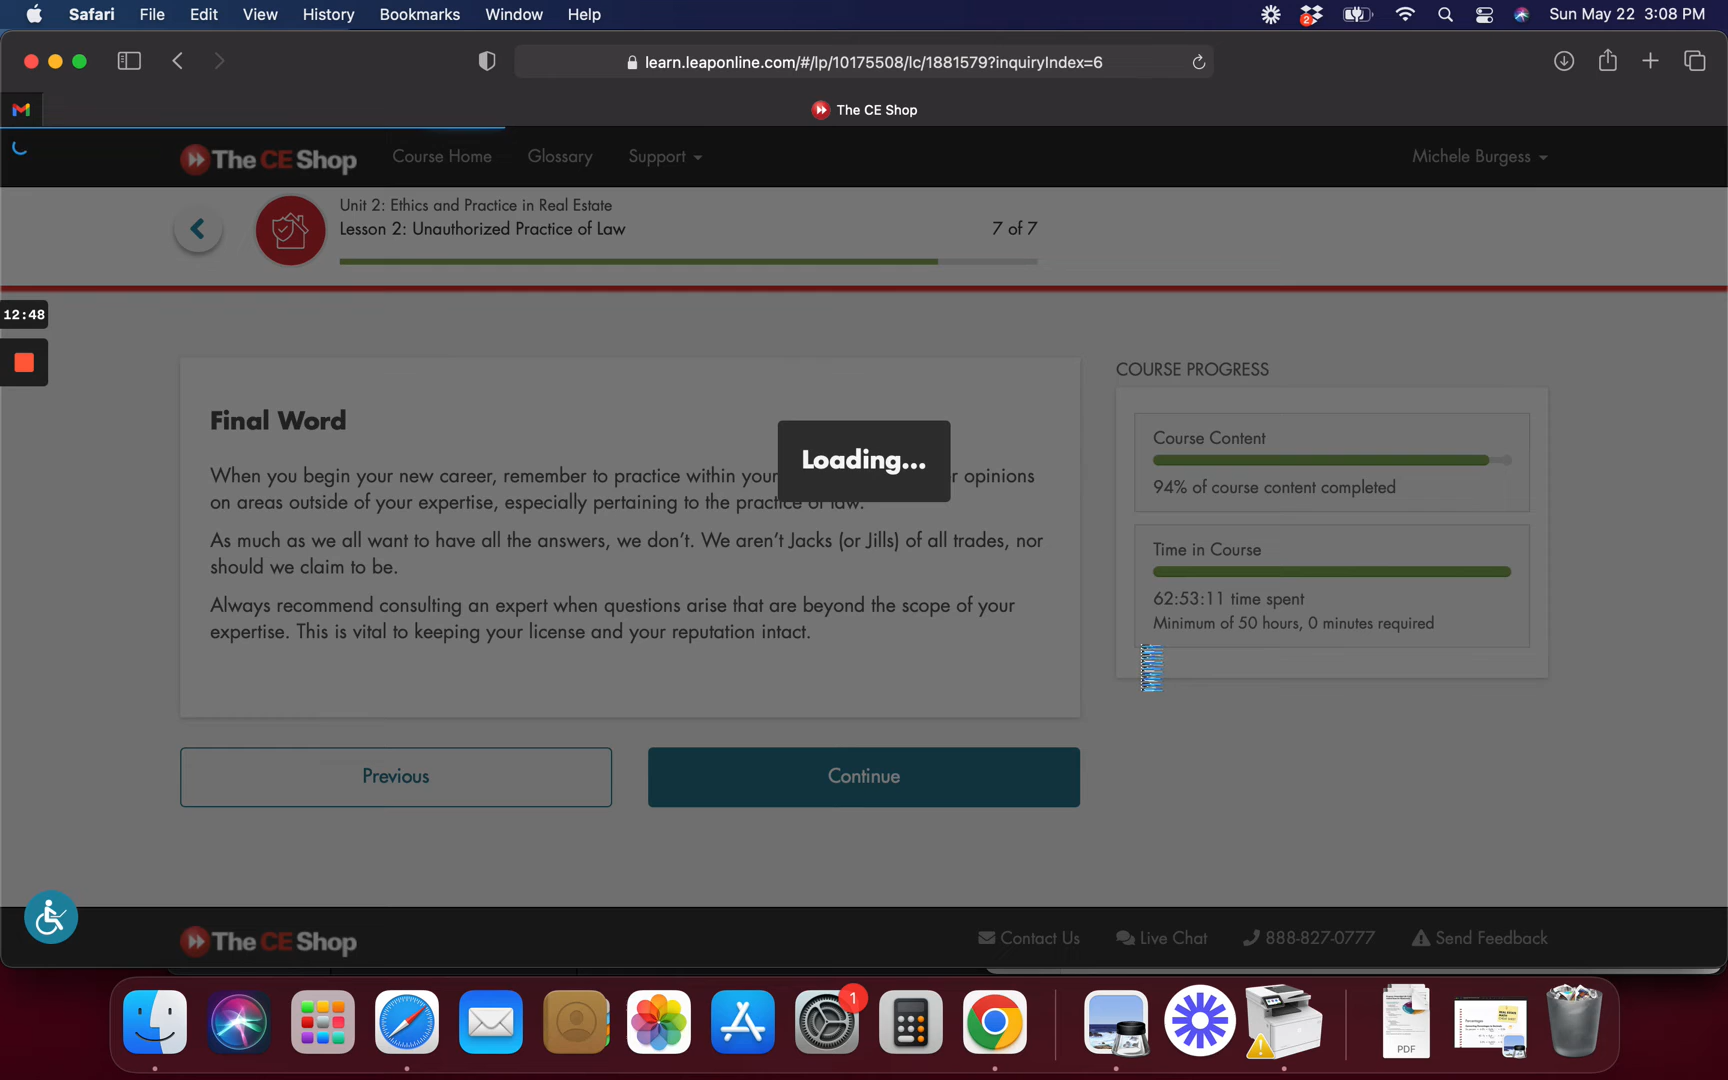 Safari File Edit View History Bookmarks Window Help
2
Sun May 22 3:08 PM
learn.leaponline.com/#/lp/10175508/lc/1881579?inquiryIndex=6
The CE Shop
The CE Shop Course Home Glossary Support
Michele Burgess
Unit 2: Ethics and Practice in Real Estate
Lesson 2: Unauthorized Practice of Law
7 of 7
12:48
Final Word
When you begin your new career, remember to practice within your
opinions
on areas outside of your expertise, especially pertaining to the practice of law.
As much as we all want to have all the answers, we don't. We aren't Jacks (or Jills) of all trades, nor
should we claim to be.
Always recommend consulting an expert when questions arise that are beyond the scope of your
expertise. This is vital to keeping your license and your reputation intact.
Loading...
COURSE PROGRESS
Course Content
94% of course content completed
Time in Course
62:53:11 time spent
Minimum of 50 hours, 0 minutes required
Previous
Continue
The CE Shop
Contact Us Live Chat 888-827-0777 Send Feedback
1
PDF